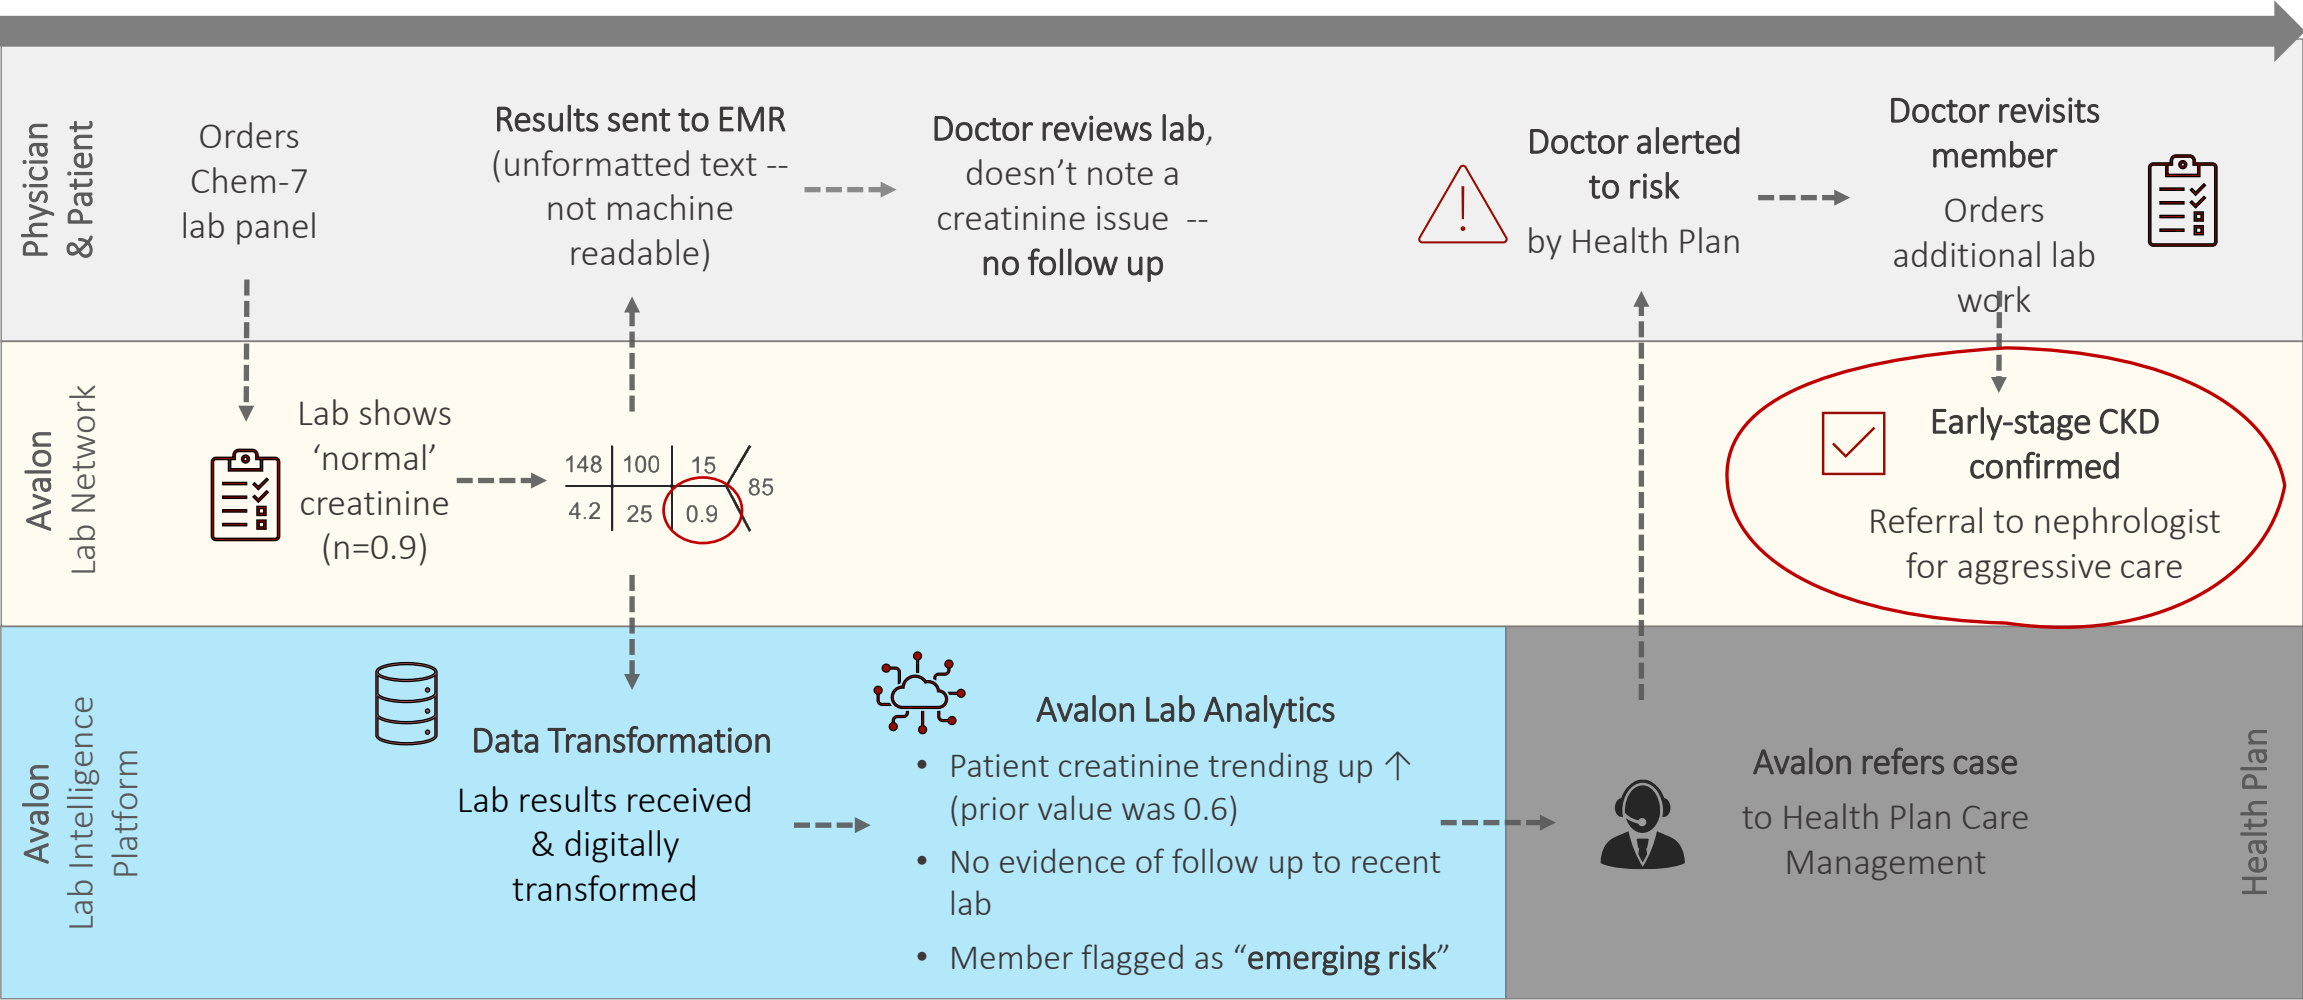 Physician
& Patient
Orders
Chem-7
lab panel
Results sent to EMR
(unformatted text --
not machine
readable)
Doctor reviews lab,
doesn’t note a
creatinine issue --
no follow up
Doctor alerted
to risk
by Health Plan
Doctor revisits
member
Orders
additional lab
work
Avalon
Lab Network
Lab shows
‘normal’
creatinine
(n=0.9)
148 100 15
85
4.2 25 0.9
Early-stage CKD
confirmed
Referral to nephrologist
for aggressive care
Avalon
Lab Intelligence
Platform
Data Transformation
Lab results received
& digitally
transformed
Avalon Lab Analytics
• Patient creatinine trending up ↑
(prior value was 0.6)
• No evidence of follow up to recent
lab
• Member flagged as “emerging risk”
Avalon refers case
to Health Plan Care
Management
Health Plan